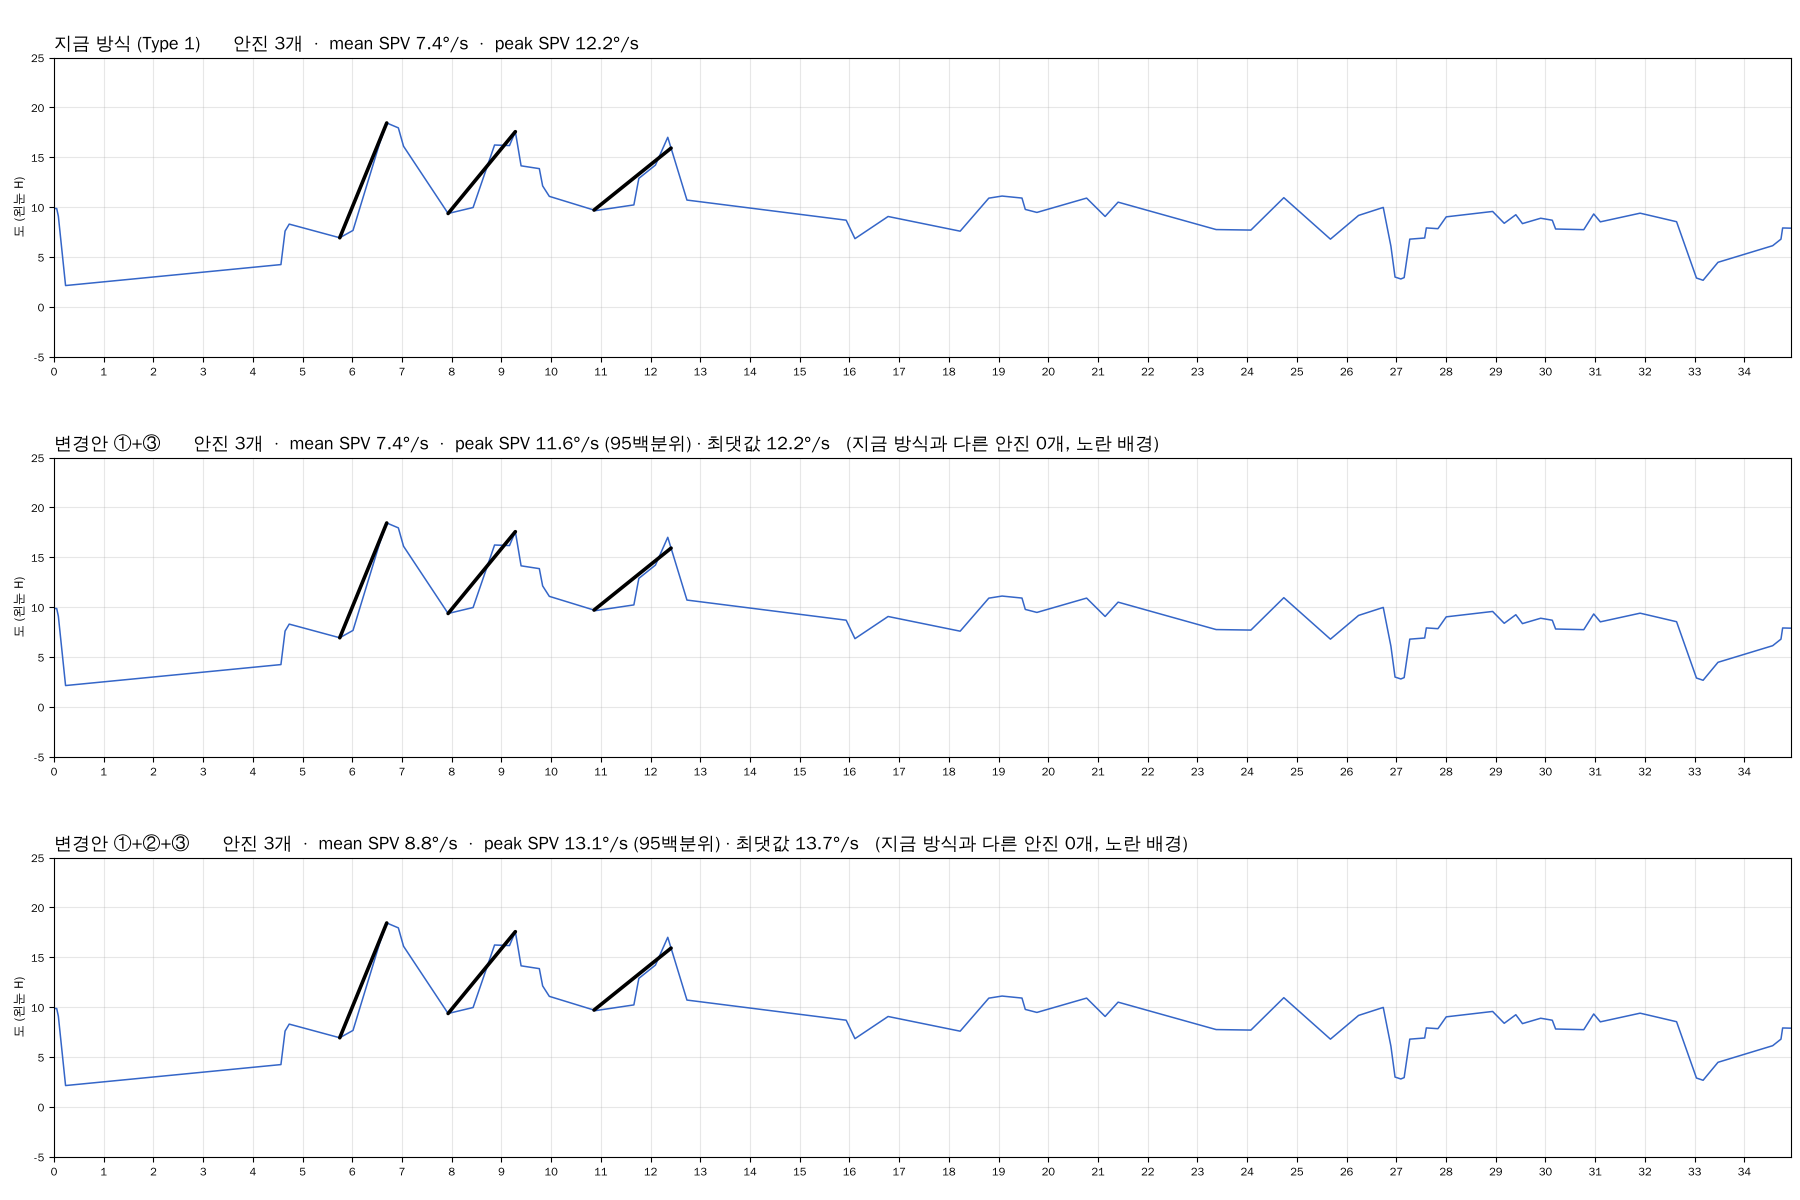 지금 방식 (Type 1)  안진 3개 · mean SPV 7.4°/s · peak SPV 12.2°/s
25
20
15
10
5
0
-5
도 (왼눈 H)
0 1 2 3 4 5 6 7 8 9 10 11 12 13 14 15 16 17 18 19 20 21 22 23 24 25 26 27 28 29 30 31 32 33 34
변경안 ①+③  안진 3개 · mean SPV 7.4°/s · peak SPV 11.6°/s (95백분위) · 최댓값 12.2°/s (지금 방식과 다른 안진 0개, 노란 배경)
25
20
15
10
5
0
-5
도 (왼눈 H)
0 1 2 3 4 5 6 7 8 9 10 11 12 13 14 15 16 17 18 19 20 21 22 23 24 25 26 27 28 29 30 31 32 33 34
변경안 ①+②+③  안진 3개 · mean SPV 8.8°/s · peak SPV 13.1°/s (95백분위) · 최댓값 13.7°/s (지금 방식과 다른 안진 0개, 노란 배경)
25
20
15
10
5
0
-5
도 (왼눈 H)
0 1 2 3 4 5 6 7 8 9 10 11 12 13 14 15 16 17 18 19 20 21 22 23 24 25 26 27 28 29 30 31 32 33 34